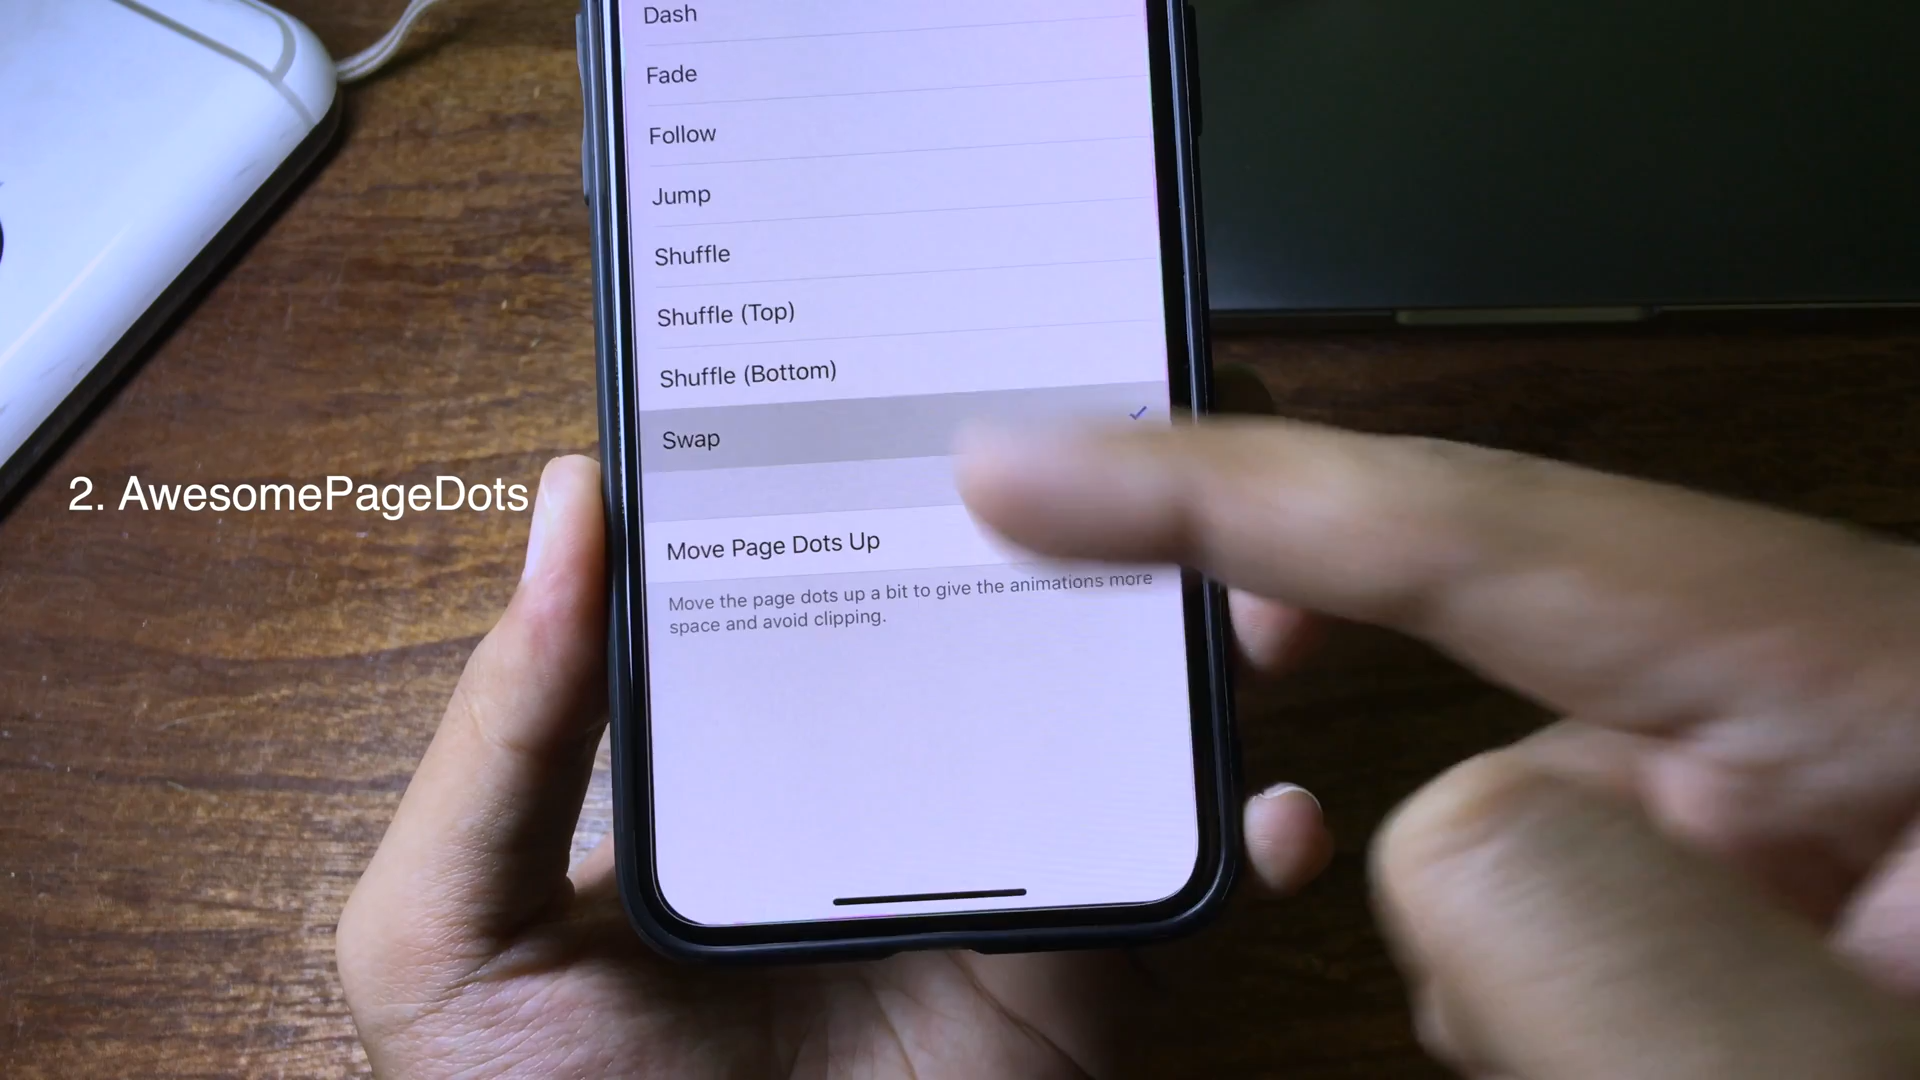 Dash
Fade
Follow
Jump
Shuffle
Shuffle (Top)
Shuffle (Bottom)
Swap
2. AwesomePageDots
Move Page Dots Up
Move the page dots up a bit to give the animations more
space and avoid clipping.